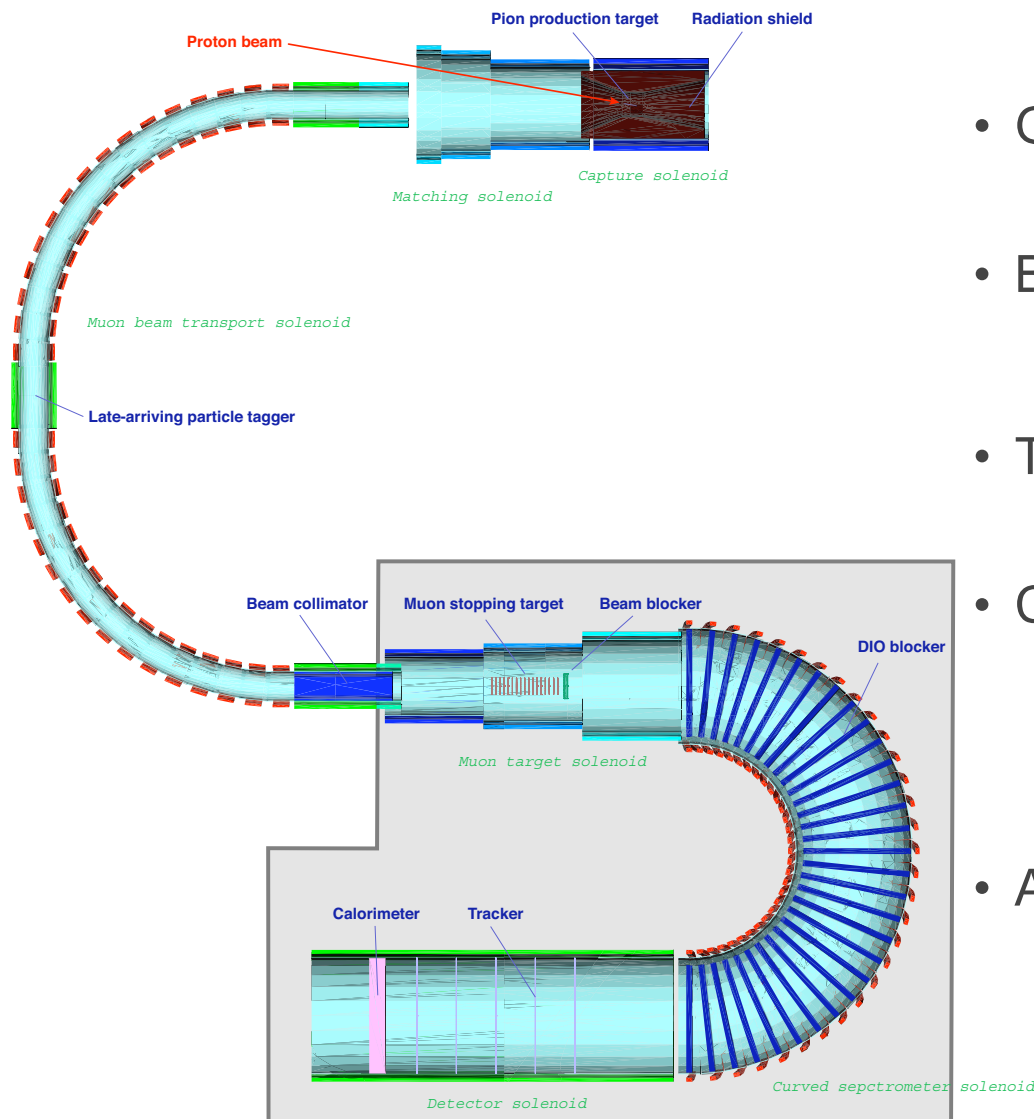 Pion production target
Radiation shield
Proton beam
Capture solenoid
Matching solenoid
Muon beam transport solenoid
Late-arriving particle tagger
Beam collimator
Muon stopping target
Beam blocker
DIO blocker
Muon target solenoid
Calorimeter
Tracker
Curved sepctrometer solenoid
Detector solenoid